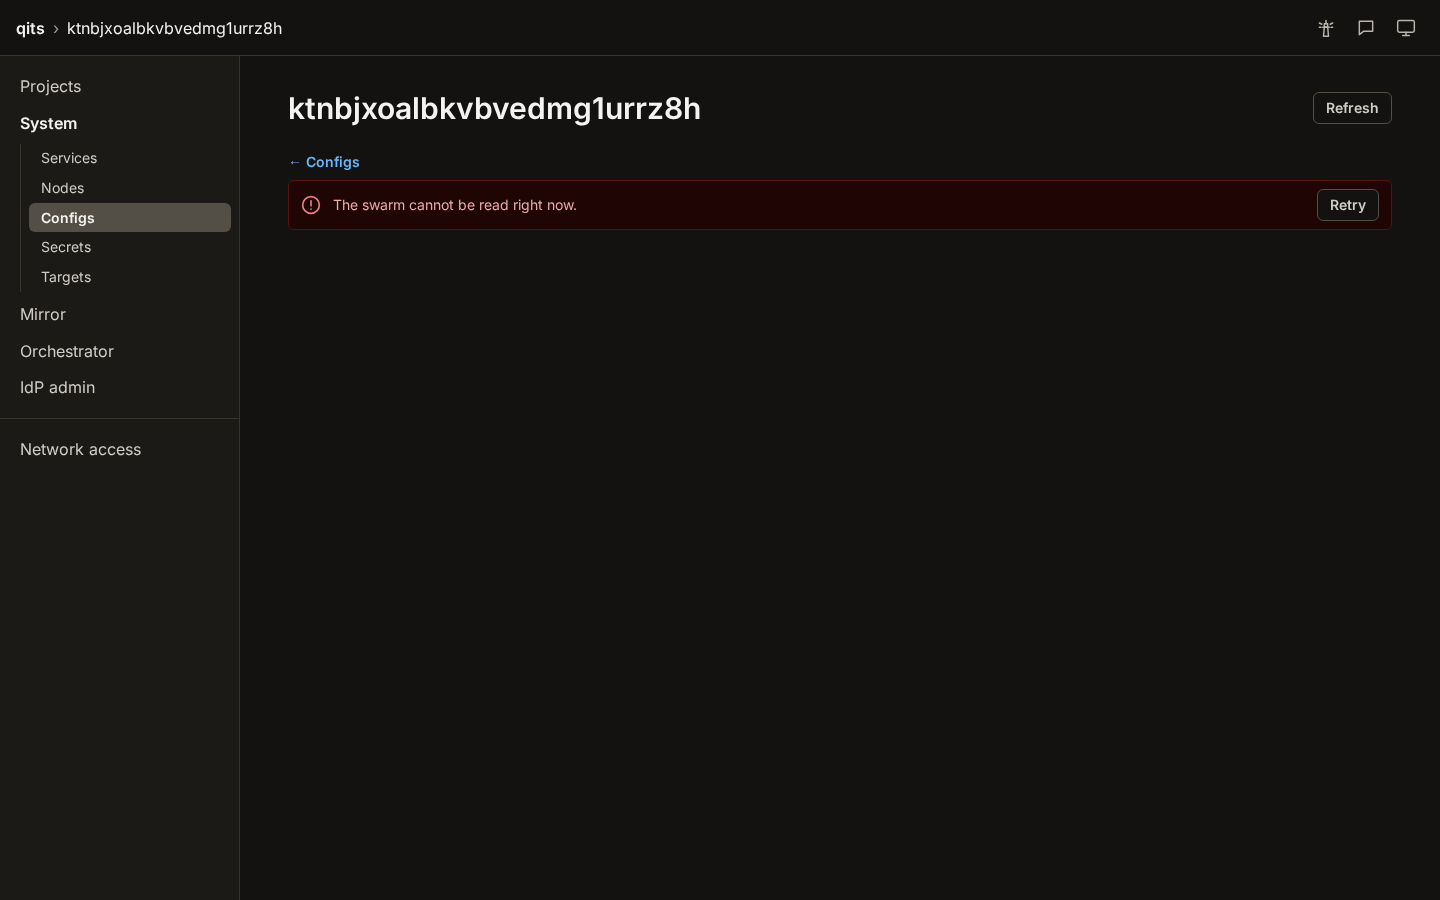 qits › ktnbjxoalbkvbvedmg1urrz8h
Projects
System
Services
Nodes
Configs
Secrets
Targets
Mirror
Orchestrator
IdP admin
Network access
ktnbjxoalbkvbvedmg1urrz8h
Refresh
← Configs
The swarm cannot be read right now.
Retry